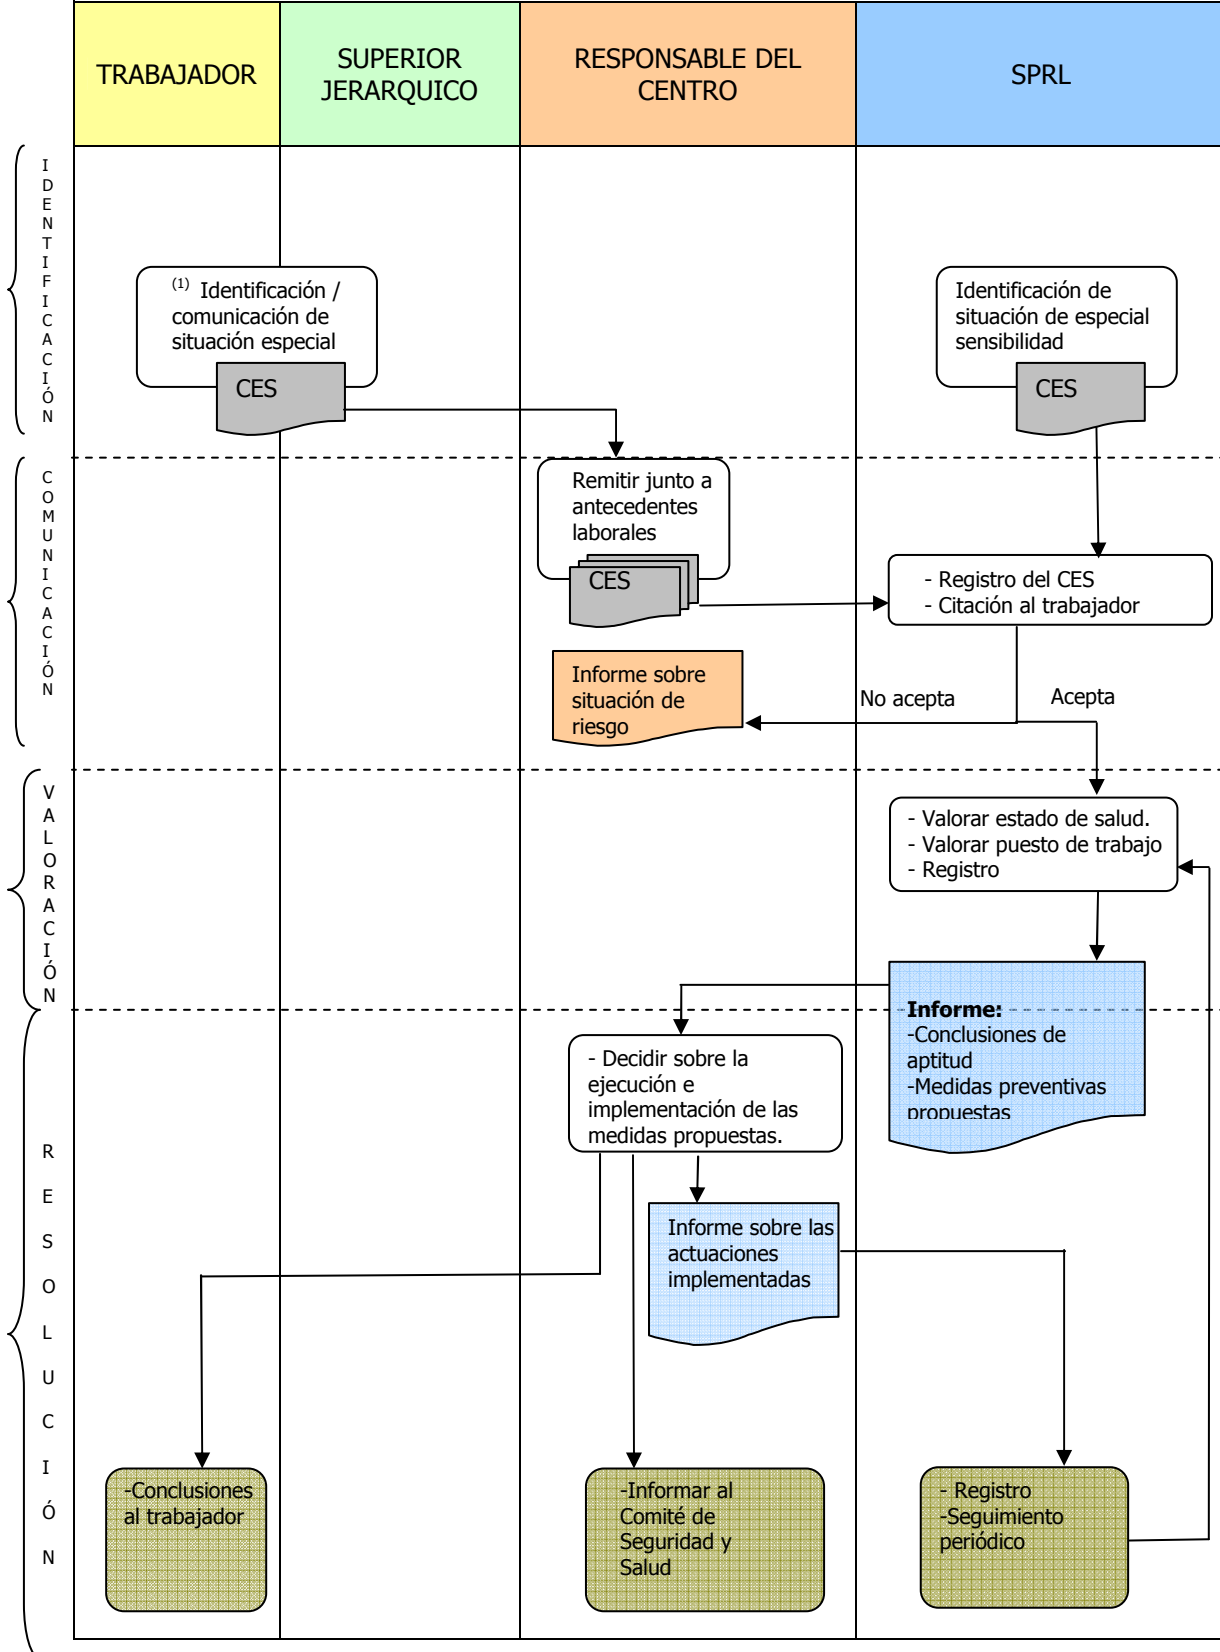 TRABAJADOR
SUPERIOR
JERARQUICO
RESPONSABLE DEL
CENTRO
SPRL
IDENTIFICACIÓN
(1) Identificación /
comunicación de
situación especial
CES
Identificación de
situación de especial
sensibilidad
CES
COMUNICACIÓN
Remitir junto a
antecedentes
laborales
CES
- Registro del CES
- Citación al trabajador
Informe sobre
situación de
riesgo
No acepta
Acepta
VALORACIÓN
- Valorar estado de salud.
- Valorar puesto de trabajo
- Registro
Informe:
-Conclusiones de
aptitud
-Medidas preventivas
propuestas
RESOLUCIÓN
- Decidir sobre la
ejecución e
implementación de las
medidas propuestas.
Informe sobre las
actuaciones
implementadas
-Conclusiones
al trabajador
-Informar al
Comité de
Seguridad y
Salud
- Registro
-Seguimiento
periódico